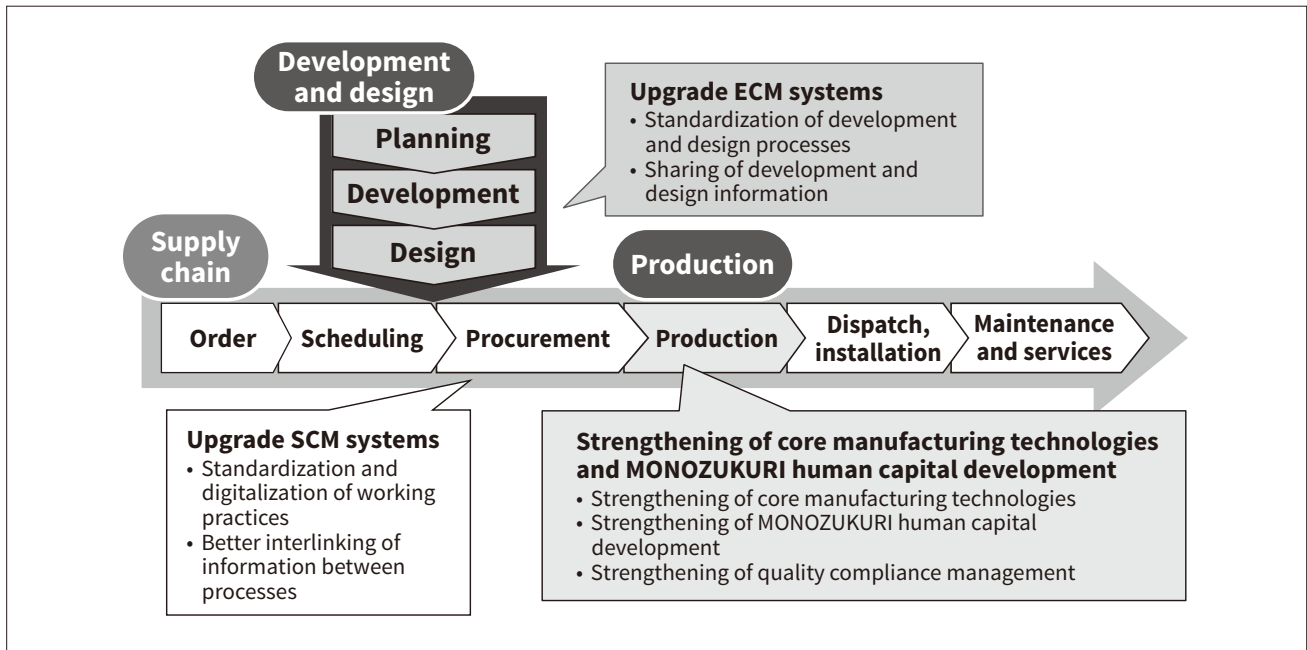 Development
and design
Planning
Development
Design
Upgrade ECM systems
• Standardization of development
and design processes
• Sharing of development and
design information
Supply
chain
Production
Order
Scheduling
Procurement
Production
Dispatch,
installation
Maintenance
and services
Upgrade SCM systems
• Standardization and
digitalization of working
practices
• Better interlinking of
information between
processes
Strengthening of core manufacturing technologies
and MONOZUKURI human capital development
• Strengthening of core manufacturing technologies
• Strengthening of MONOZUKURI human capital
development
• Strengthening of quality compliance management